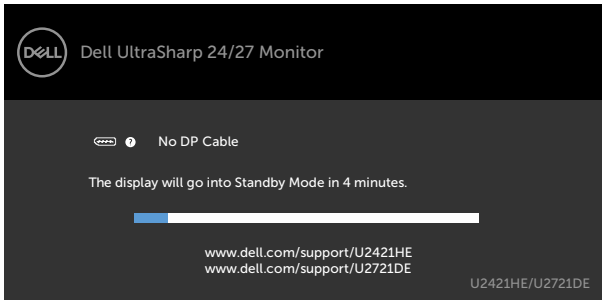 DELL Dell UltraSharp 24/27 Monitor
? No DP Cable
The display will go into Standby Mode in 4 minutes.
www.dell.com/support/U2421HE
www.dell.com/support/U2721DE
U2421HE/U2721DE